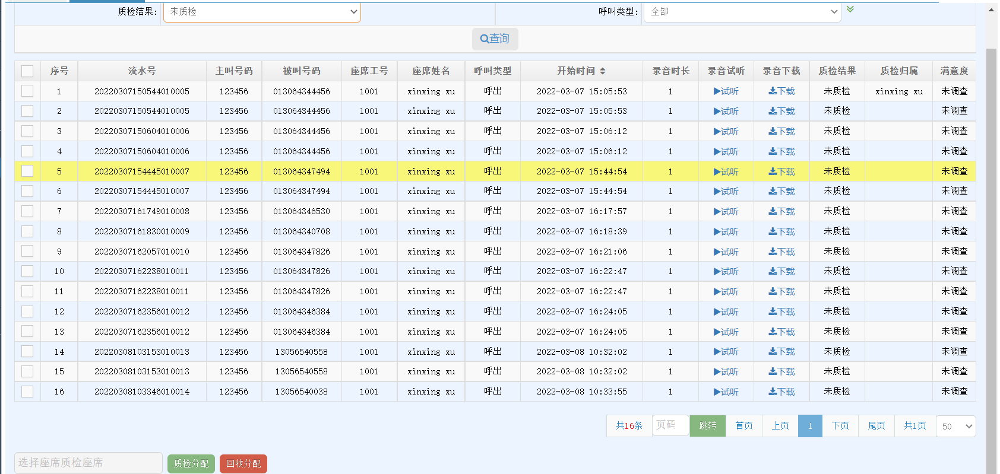 质检结果: 未质检 呼叫类型: 全部
查询
序号 流水号 主叫号码 被叫号码 座席工号 座席姓名 呼叫类型 开始时间 录音时长 录音试听 录音下载 质检结果 质检归属 满意度
1 20220307150544010005 123456 013064344456 1001 xinxing xu 呼出 2022-03-07 15:05:53 1 试听 下载 未质检 xinxing xu 未调查
2 20220307150544010005 123456 013064344456 1001 xinxing xu 呼出 2022-03-07 15:05:53 1 试听 下载 未质检 未调查
3 20220307150604010006 123456 013064344456 1001 xinxing xu 呼出 2022-03-07 15:06:12 1 试听 下载 未质检 未调查
4 20220307150604010006 123456 013064344456 1001 xinxing xu 呼出 2022-03-07 15:06:12 1 试听 下载 未质检 未调查
5 20220307154445010007 123456 013064347494 1001 xinxing xu 呼出 2022-03-07 15:44:54 1 试听 下载 未质检 未调查
6 20220307154445010007 123456 013064347494 1001 xinxing xu 呼出 2022-03-07 15:44:54 1 试听 下载 未质检 未调查
7 20220307161749010008 123456 013064346530 1001 xinxing xu 呼出 2022-03-07 16:17:57 1 试听 下载 未质检 未调查
8 20220307161830010009 123456 013064340708 1001 xinxing xu 呼出 2022-03-07 16:18:39 1 试听 下载 未质检 未调查
9 20220307162057010010 123456 013064347826 1001 xinxing xu 呼出 2022-03-07 16:21:06 1 试听 下载 未质检 未调查
10 20220307162238010011 123456 013064347826 1001 xinxing xu 呼出 2022-03-07 16:22:47 1 试听 下载 未质检 未调查
11 20220307162238010011 123456 013064347826 1001 xinxing xu 呼出 2022-03-07 16:22:47 1 试听 下载 未质检 未调查
12 20220307162356010012 123456 013064346384 1001 xinxing xu 呼出 2022-03-07 16:24:05 1 试听 下载 未质检 未调查
13 20220307162356010012 123456 013064346384 1001 xinxing xu 呼出 2022-03-07 16:24:05 1 试听 下载 未质检 未调查
14 20220308103153010013 123456 13056540558 1001 xinxing xu 呼出 2022-03-08 10:32:02 1 试听 下载 未质检 未调查
15 20220308103153010013 123456 13056540558 1001 xinxing xu 呼出 2022-03-08 10:32:02 1 试听 下载 未质检 未调查
16 20220308103346010014 123456 13056540038 1001 xinxing xu 呼出 2022-03-08 10:33:55 1 试听 下载 未质检 未调查
共16条 页码 跳转 首页 上页 1 下页 尾页 共1页 50
选择座席质检座席 质检分配 回收分配